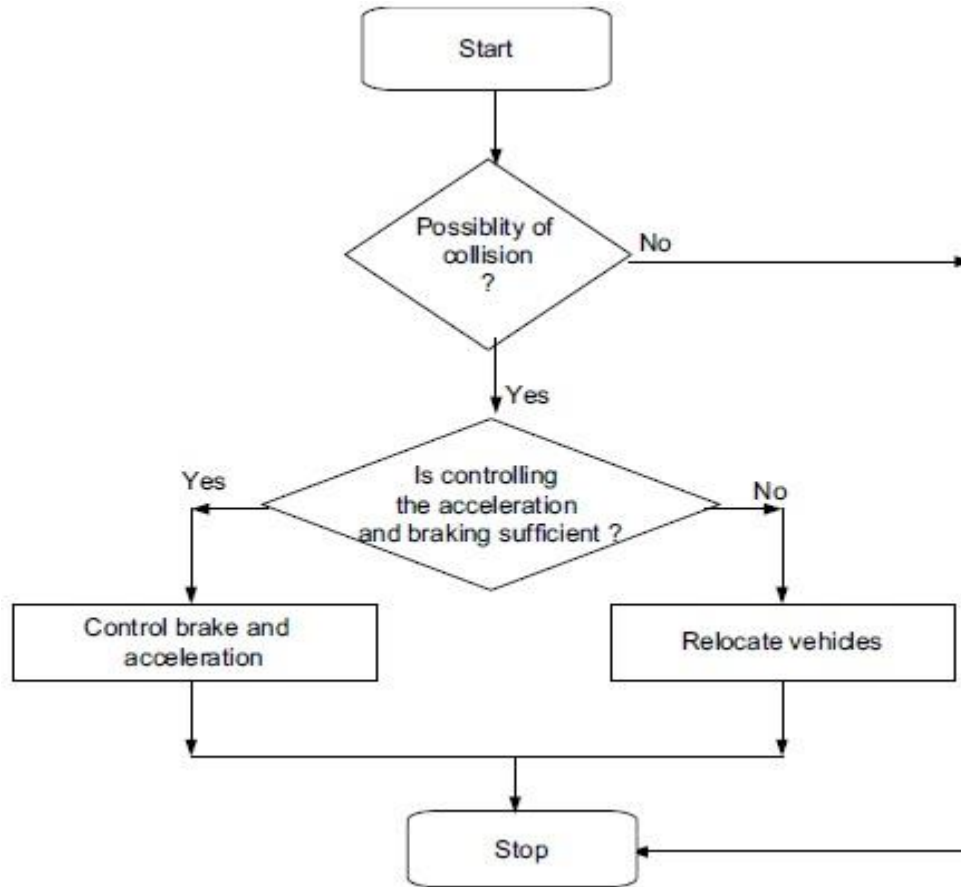 Start
Possiblity of
collision
?
No
Yes
Is controlling
the acceleration
and braking sufficient ?
Yes
No
Control brake and
acceleration
Relocate vehicles
Stop